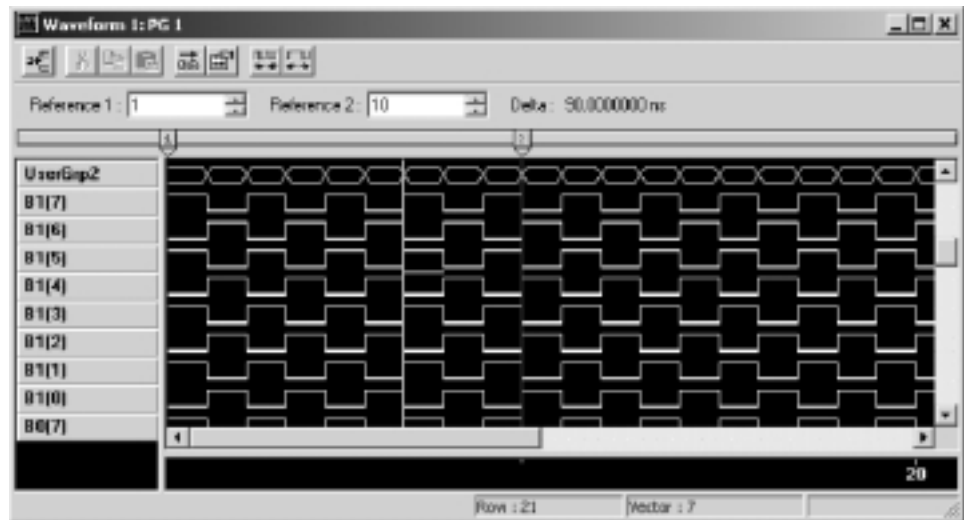 Waveform 1: PG 1
Reference 1 : 1 Reference 2 : 10 Delta : 90.0000000 ns
1 2
UserGrp2
B1[7]
B1[6]
B1[5]
B1[4]
B1[3]
B1[2]
B1[1]
B1[0]
B0[7]
20
Row : 21 Vector : 7